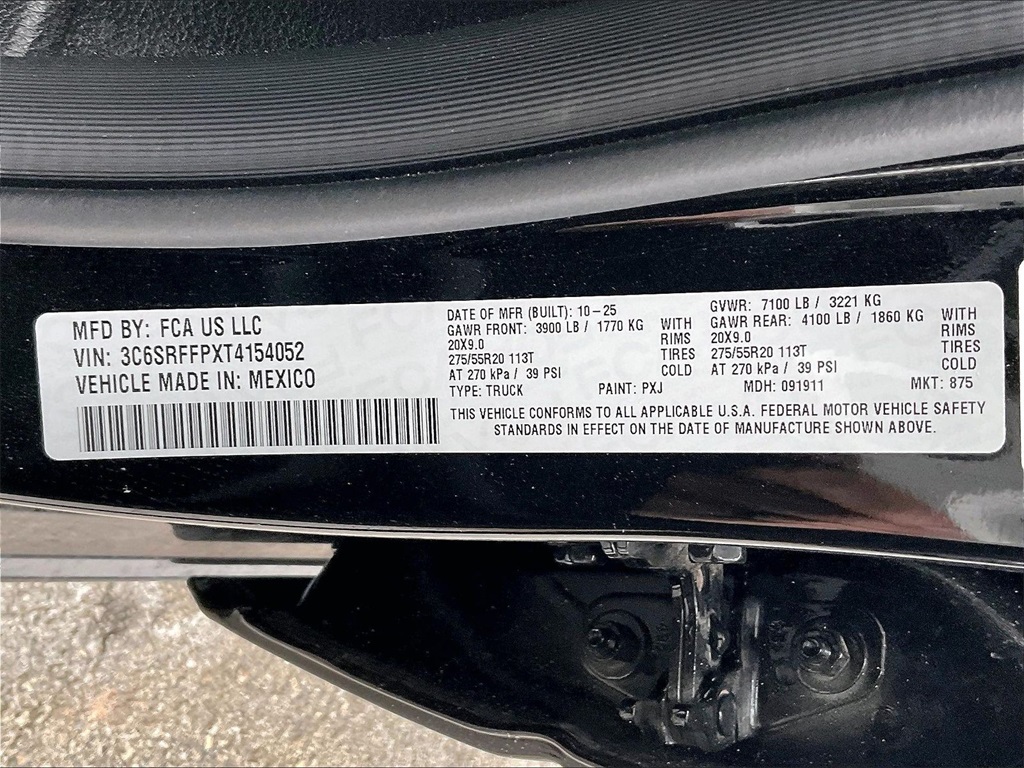 MFD BY: FCA US LLC
VIN: 3C6SRFFPXT4154052
VEHICLE MADE IN: MEXICO
DATE OF MFR (BUILT): 10-25
GAWR FRONT: 3900 LB / 1770 KG WITH
20X9.0 RIMS
275/55R20 113T TIRES
AT 270 kPa / 39 PSI COLD
GVWR: 7100 LB / 3221 KG
GAWR REAR: 4100 LB / 1860 KG WITH
20X9.0 RIMS
275/55R20 113T TIRES
AT 270 kPa / 39 PSI COLD
TYPE: TRUCK PAINT: PXJ MDH: 091911 MKT: 875
THIS VEHICLE CONFORMS TO ALL APPLICABLE U.S.A. FEDERAL MOTOR VEHICLE SAFETY
STANDARDS IN EFFECT ON THE DATE OF MANUFACTURE SHOWN ABOVE.